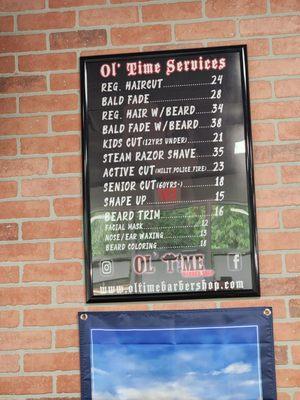 Ol' Time Services
REG. HAIRCUT 24
BALD FADE 28
REG. HAIR W/BEARD 34
BALD FADE W/BEARD 38
KIDS CUT (12YRS UNDER) 21
STEAM RAZOR SHAVE 35
ACTIVE CUT (MILIT.POLICE.FIRE) 23
SENIOR CUT (60YRS-) 18
SHAPE UP 15
BEARD TRIM 16
FACIAL MASK 12
NOSE/EAR WAXING 13
BEARD COLORING 18
OL' TIME
www.oltimebarbershop.com